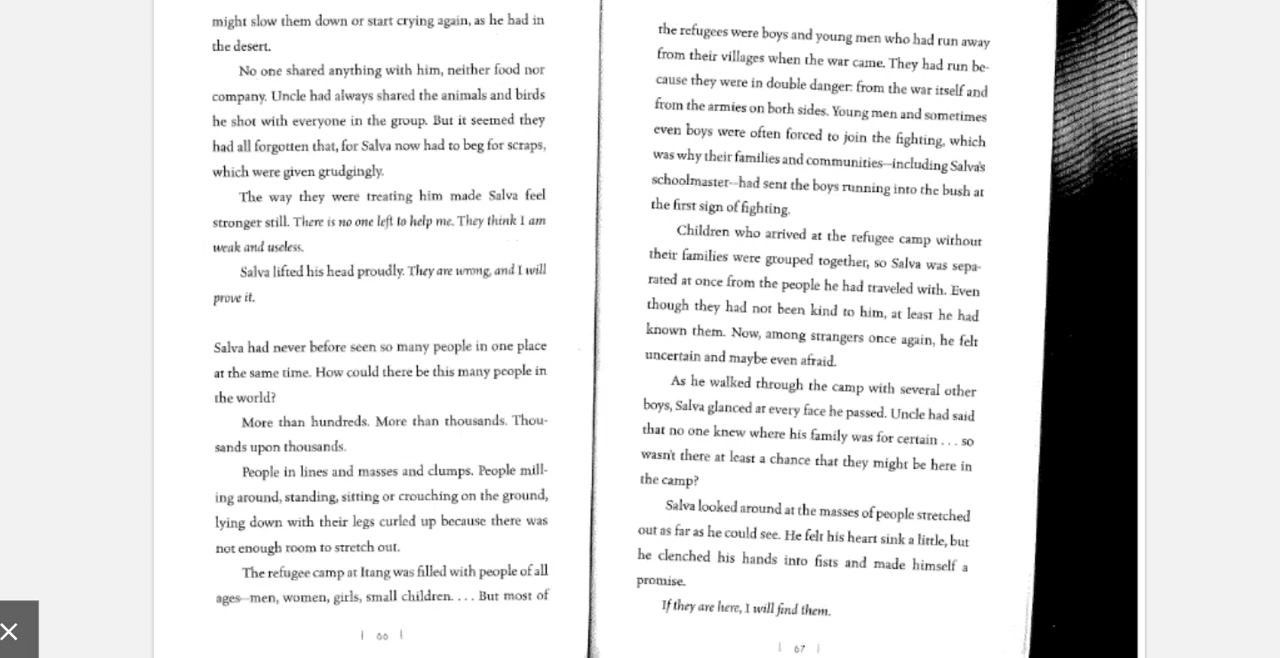 might slow them down or start crying again, as he had in
the desert.
No one shared anything with him, neither food nor
company. Uncle had always shared the animals and birds
he shot with everyone in the group. But it seemed they
had all forgotten that, for Salva now had to beg for scraps,
which were given grudgingly.
The way they were treating him made Salva feel
stronger still. There is no one left to help me. They think I am
weak and useless.
Salva lifted his head proudly. They are wrong, and I will
prove it.
Salva had never before seen so many people in one place
at the same time. How could there be this many people in
the world?
More than hundreds. More than thousands. Thou-
sands upon thousands.
People in lines and masses and clumps. People mill-
ing around, standing, sitting or crouching on the ground,
lying down with their legs curled up because there was
not enough room to stretch out.
The refugee camp at Itang was filled with people of all
ages—men, women, girls, small children. . . . But most of
| 66 |
the refugees were boys and young men who had run away
from their villages when the war came. They had run be-
cause they were in double danger: from the war itself and
from the armies on both sides. Young men and sometimes
even boys were often forced to join the fighting, which
was why their families and communities—including Salva's
schoolmaster—had sent the boys running into the bush at
the first sign of fighting.
Children who arrived at the refugee camp without
their families were grouped together, so Salva was sepa-
rated at once from the people he had traveled with. Even
though they had not been kind to him, at least he had
known them. Now, among strangers once again, he felt
uncertain and maybe even afraid.
As he walked through the camp with several other
boys, Salva glanced at every face he passed. Uncle had said
that no one knew where his family was for certain . . . so
wasn't there at least a chance that they might be here in
the camp?
Salva looked around at the masses of people stretched
out as far as he could see. He felt his heart sink a little, but
he clenched his hands into fists and made himself a
promise.
If they are here, I will find them.
| 67 |